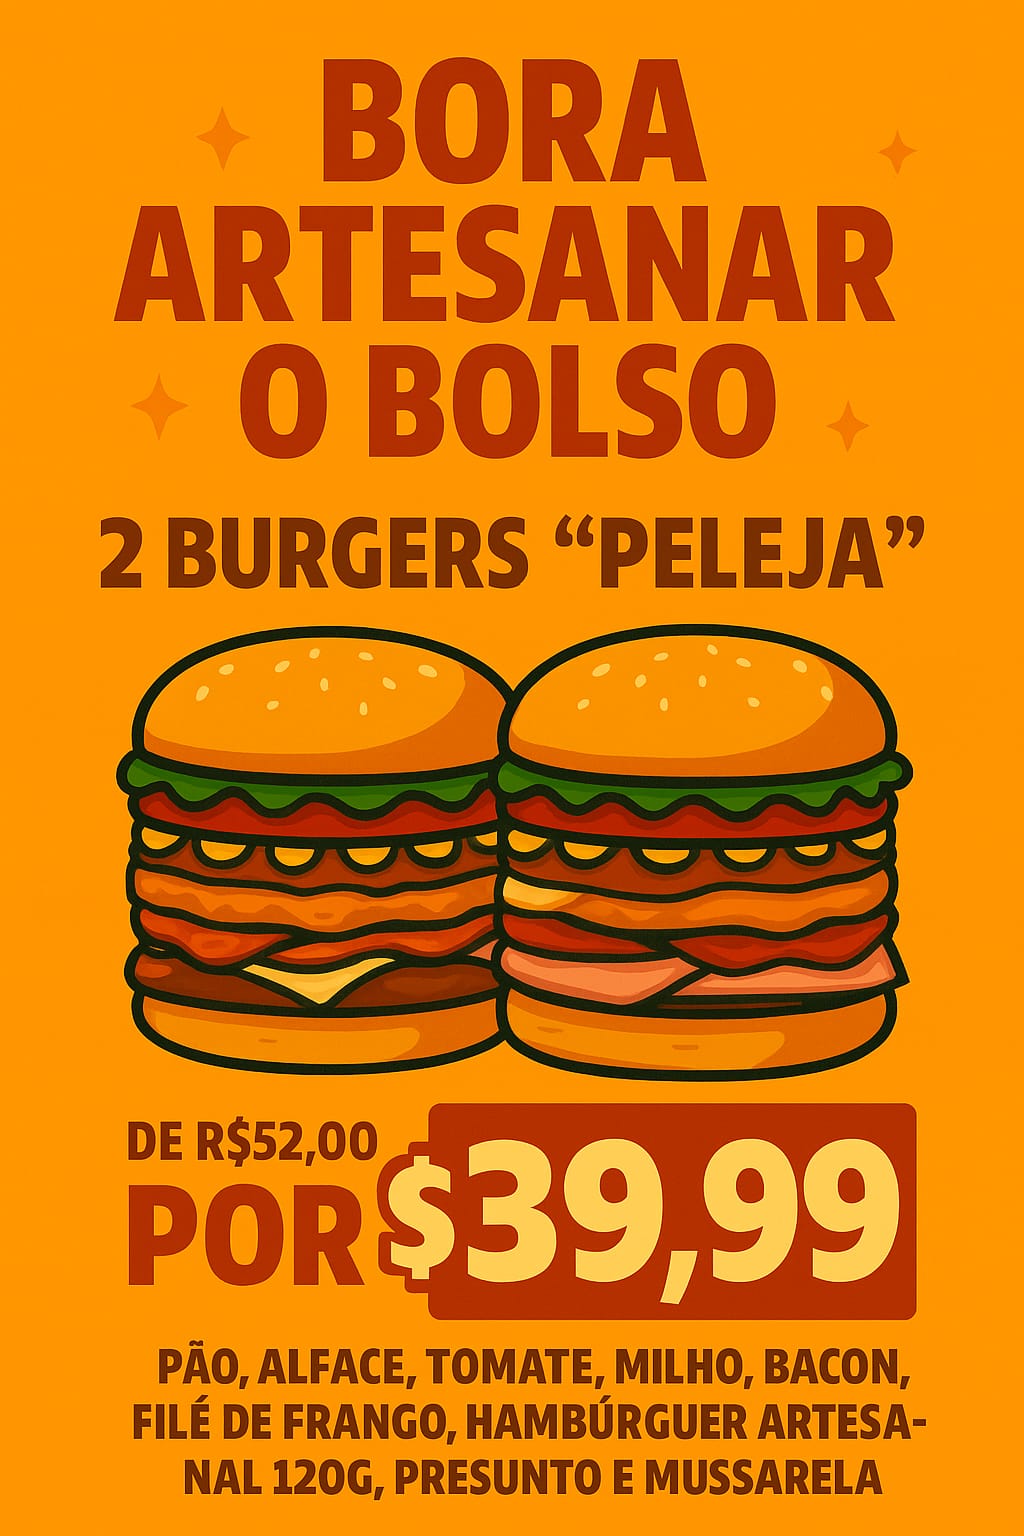 BORA
ARTESANAR
O BOLSO
2 BURGERS “PELEJA”
DE R$52,00
POR $39,99
PÃO, ALFACE, TOMATE, MILHO, BACON,
FILÉ DE FRANGO, HAMBÚRGUER ARTESA-
NAL 120G, PRESUNTO E MUSSARELA